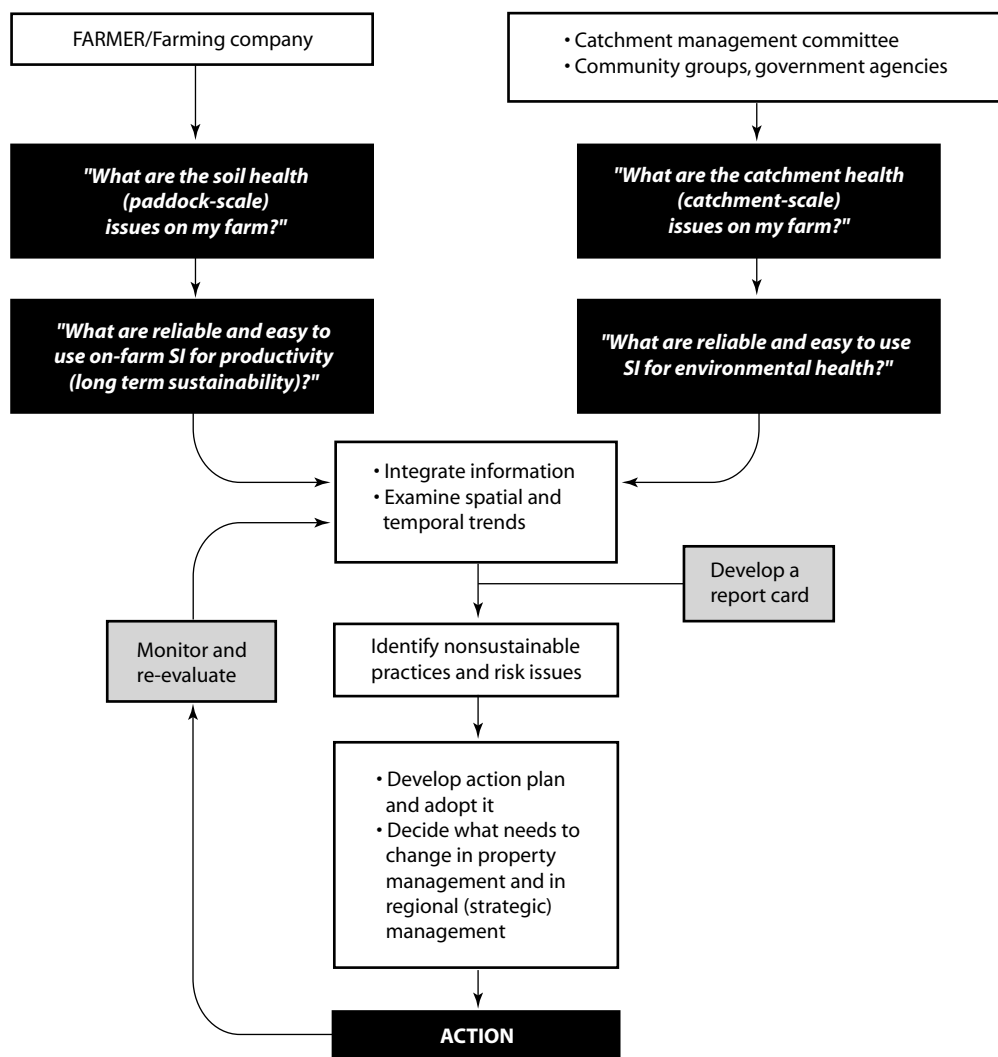 FARMER/Farming company
• Catchment management committee
• Community groups, government agencies
"What are the soil health
(paddock-scale)
issues on my farm?"
"What are the catchment health
(catchment-scale)
issues on my farm?"
"What are reliable and easy to
use on-farm SI for productivity
(long term sustainability)?"
"What are reliable and easy to use
SI for environmental health?"
• Integrate information
• Examine spatial and
temporal trends
Develop a
report card
Monitor and
re-evaluate
Identify nonsustainable
practices and risk issues
• Develop action plan
and adopt it
• Decide what needs to
change in property
management and in
regional (strategic)
management
ACTION